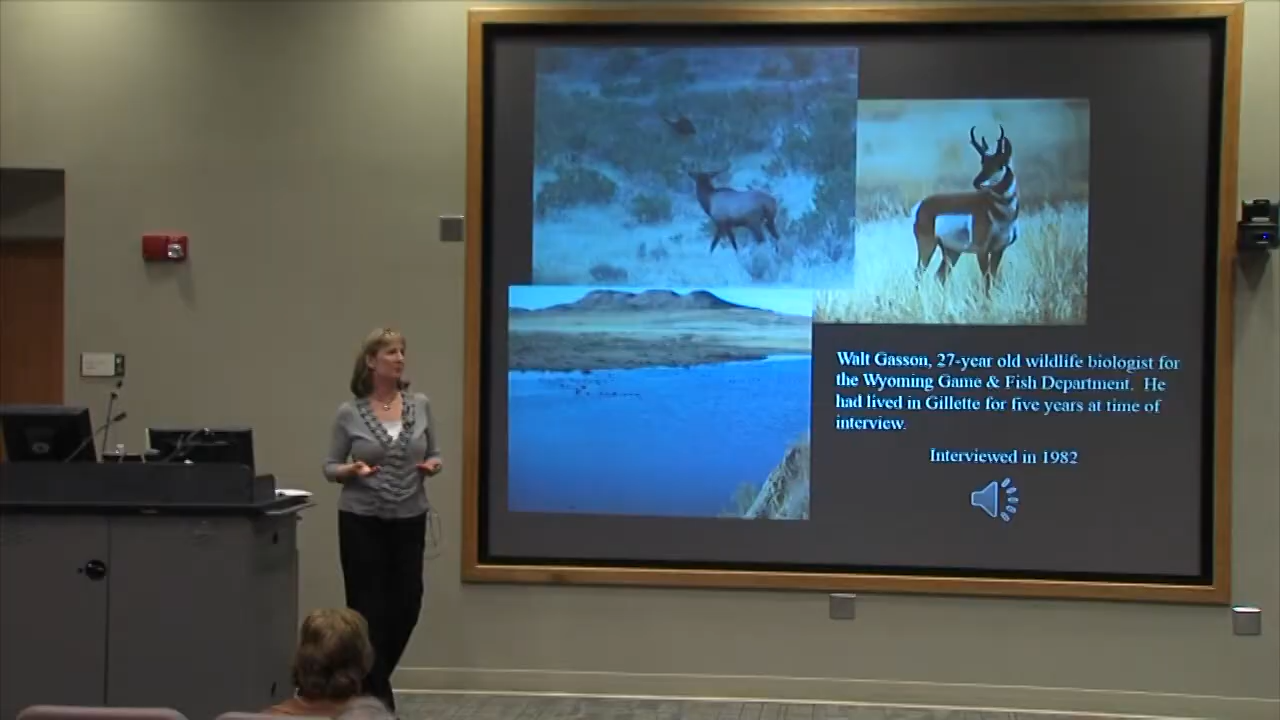 Walt Gasson, 27-year old wildlife biologist for
the Wyoming Game & Fish Department. He
had lived in Gillette for five years at time of
interview.
Interviewed in 1982